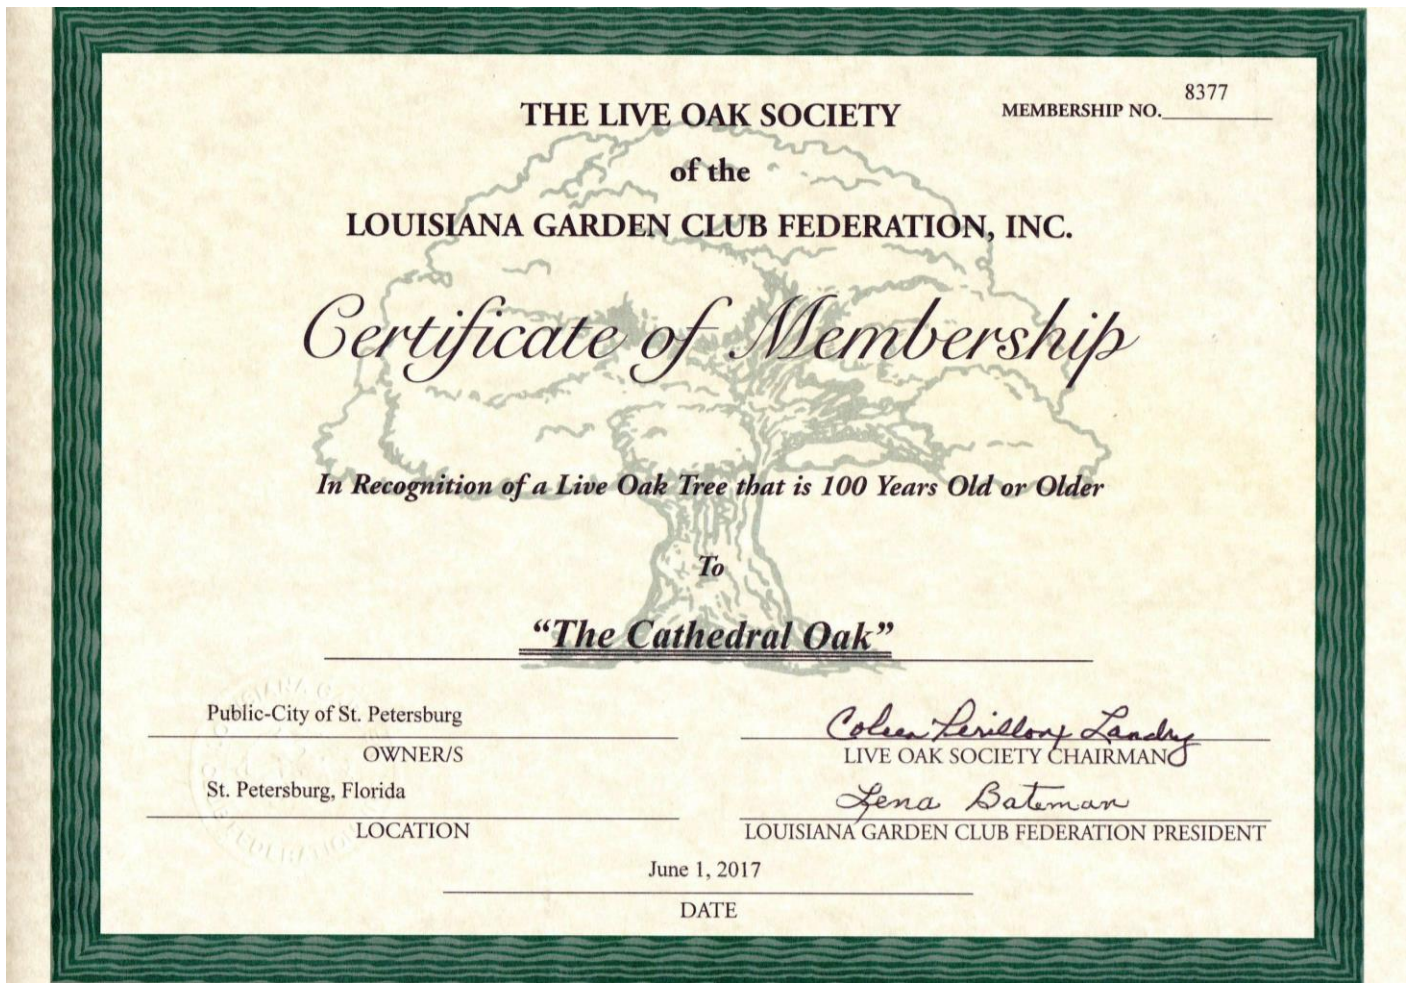 MEMBERSHIP NO. 8377
THE LIVE OAK SOCIETY
of the
LOUISIANA GARDEN CLUB FEDERATION, INC.
Certificate of Membership
In Recognition of a Live Oak Tree that is 100 Years Old or Older
To
“The Cathedral Oak”
Public-City of St. Petersburg
OWNER/S
Coleen Perilloux Landry
LIVE OAK SOCIETY CHAIRMAN
St. Petersburg, Florida
LOCATION
Lena Bateman
LOUISIANA GARDEN CLUB FEDERATION PRESIDENT
June 1, 2017
DATE